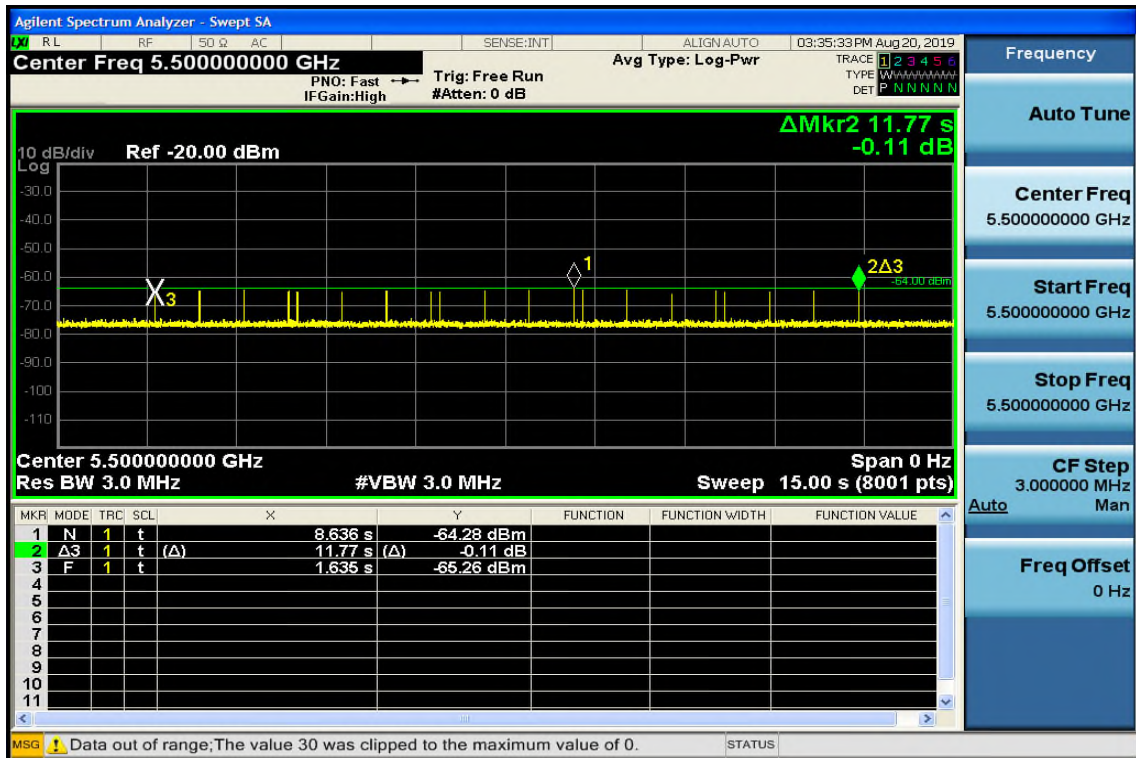 Agilent Spectrum Analyzer - Swept SA
LXI RL RF 50 Ω AC SENSE:INT ALIGN AUTO 03:35:33 PM Aug 20, 2019
Center Freq 5.500000000 GHz
PNO: Fast
IFGain:High
Trig: Free Run
#Atten: 0 dB
Avg Type: Log-Pwr
TRACE 1 2 3 4 5 6
TYPE WWWWWW
DET P N N N N N
Frequency
ΔMkr2 11.77 s
-0.11 dB
10 dB/div Ref -20.00 dBm
Log
-30.0
-40.0
-50.0
-60.0
-70.0
-80.0
-90.0
-100
-110
1
2Δ3
-64.00 dBm
3
Center 5.500000000 GHz Span 0 Hz
Res BW 3.0 MHz #VBW 3.0 MHz Sweep 15.00 s (8001 pts)
MKR MODE TRC SCL X Y FUNCTION FUNCTION WIDTH FUNCTION VALUE
1 N 1 t 8.636 s -64.28 dBm
2 Δ3 1 t (Δ) 11.77 s (Δ) -0.11 dB
3 F 1 t 1.635 s -65.26 dBm
4
5
6
7
8
9
10
11
Auto Tune
Center Freq
5.500000000 GHz
Start Freq
5.500000000 GHz
Stop Freq
5.500000000 GHz
CF Step
3.000000 MHz
Auto Man
Freq Offset
0 Hz
MSG Data out of range;The value 30 was clipped to the maximum value of 0. STATUS